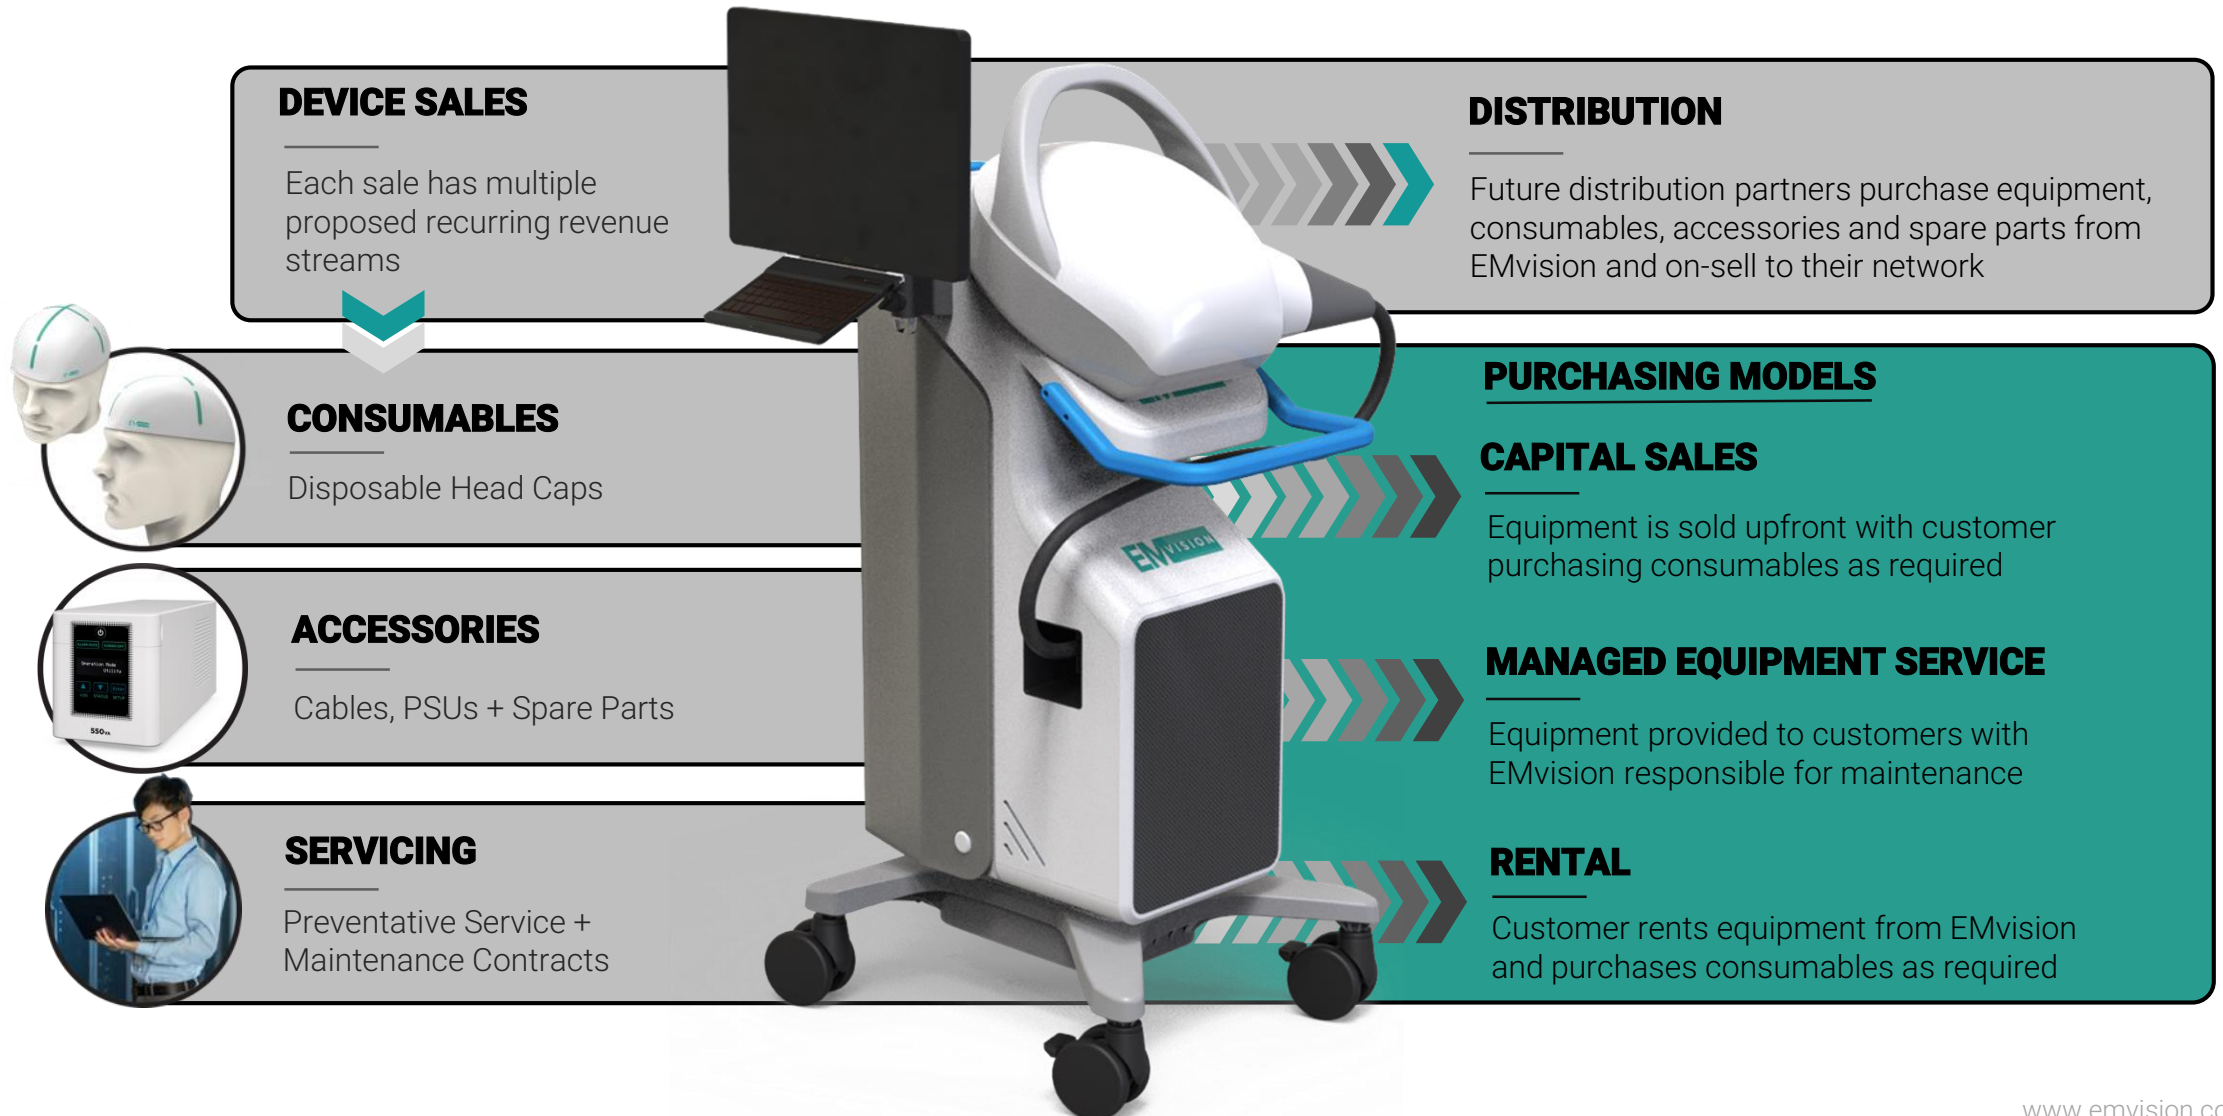 DEVICE SALES
Each sale has multiple
proposed recurring revenue
streams
CONSUMABLES
Disposable Head Caps
ACCESSORIES
Cables, PSUs + Spare Parts
550VA
SERVICING
Preventative Service +
Maintenance Contracts
EMVISION
DISTRIBUTION
Future distribution partners purchase equipment,
consumables, accessories and spare parts from
EMvision and on-sell to their network
PURCHASING MODELS
CAPITAL SALES
Equipment is sold upfront with customer
purchasing consumables as required
MANAGED EQUIPMENT SERVICE
Equipment provided to customers with
EMvision responsible for maintenance
RENTAL
Customer rents equipment from EMvision
and purchases consumables as required
www.emvision.co